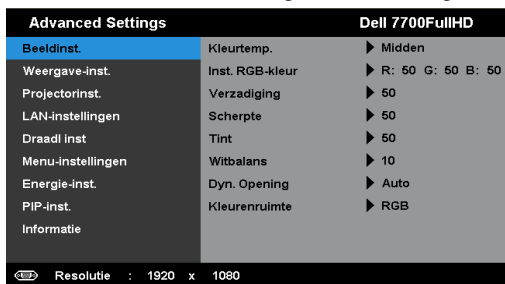 Advanced Settings Dell 7700FullHD
Beeldinst. Kleurtemp. Midden
Weergave-inst. Inst. RGB-kleur R: 50 G: 50 B: 50
Projectorinst. Verzadiging 50
LAN-instellingen Scherpte 50
Draadl inst Tint 50
Menu-instellingen Witbalans 10
Energie-inst. Dyn. Opening Auto
PIP-inst. Kleurenruimte RGB
Informatie
Resolutie : 1920 x 1080